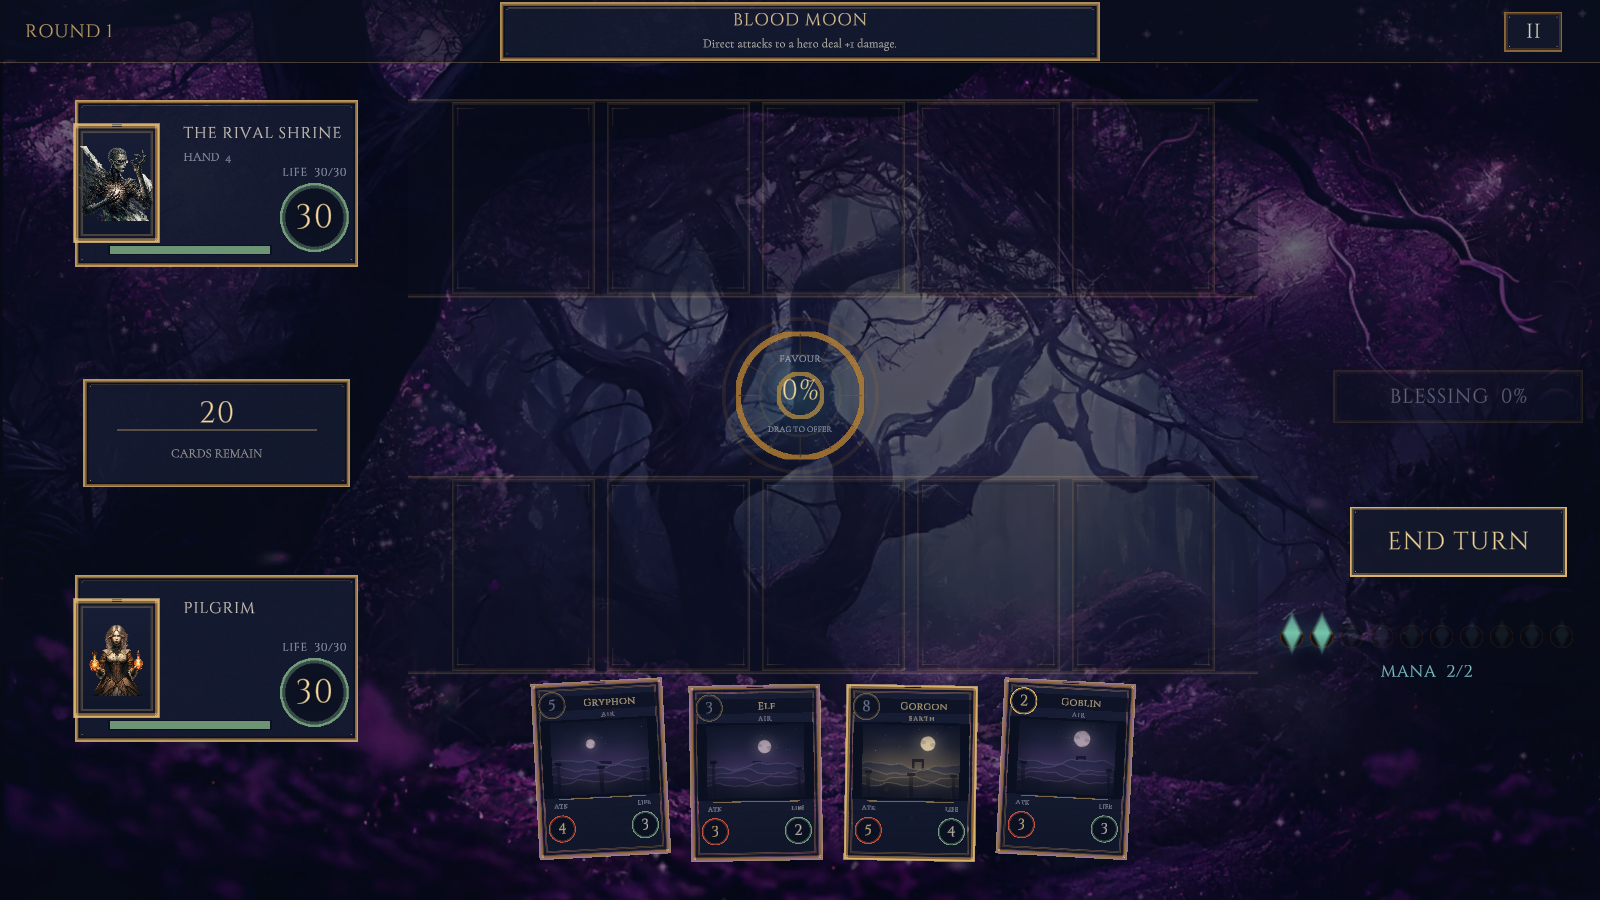 ROUND 1
BLOOD MOON
Direct attacks to a hero deal +1 damage.
II
THE RIVAL SHRINE
HAND 4
LIFE 30/30
30
FAVOUR
0%
DRAG TO OFFER
BLESSING 0%
20
CARDS REMAIN
END TURN
PILGRIM
LIFE 30/30
30
MANA 2/2
5
GRYPHON
AIR
ATK
LIFE
4
3
3
ELF
AIR
ATK
LIFE
3
2
8
GORGON
EARTH
ATK
LIFE
5
4
2
GOBLIN
AIR
ATK
LIFE
3
3